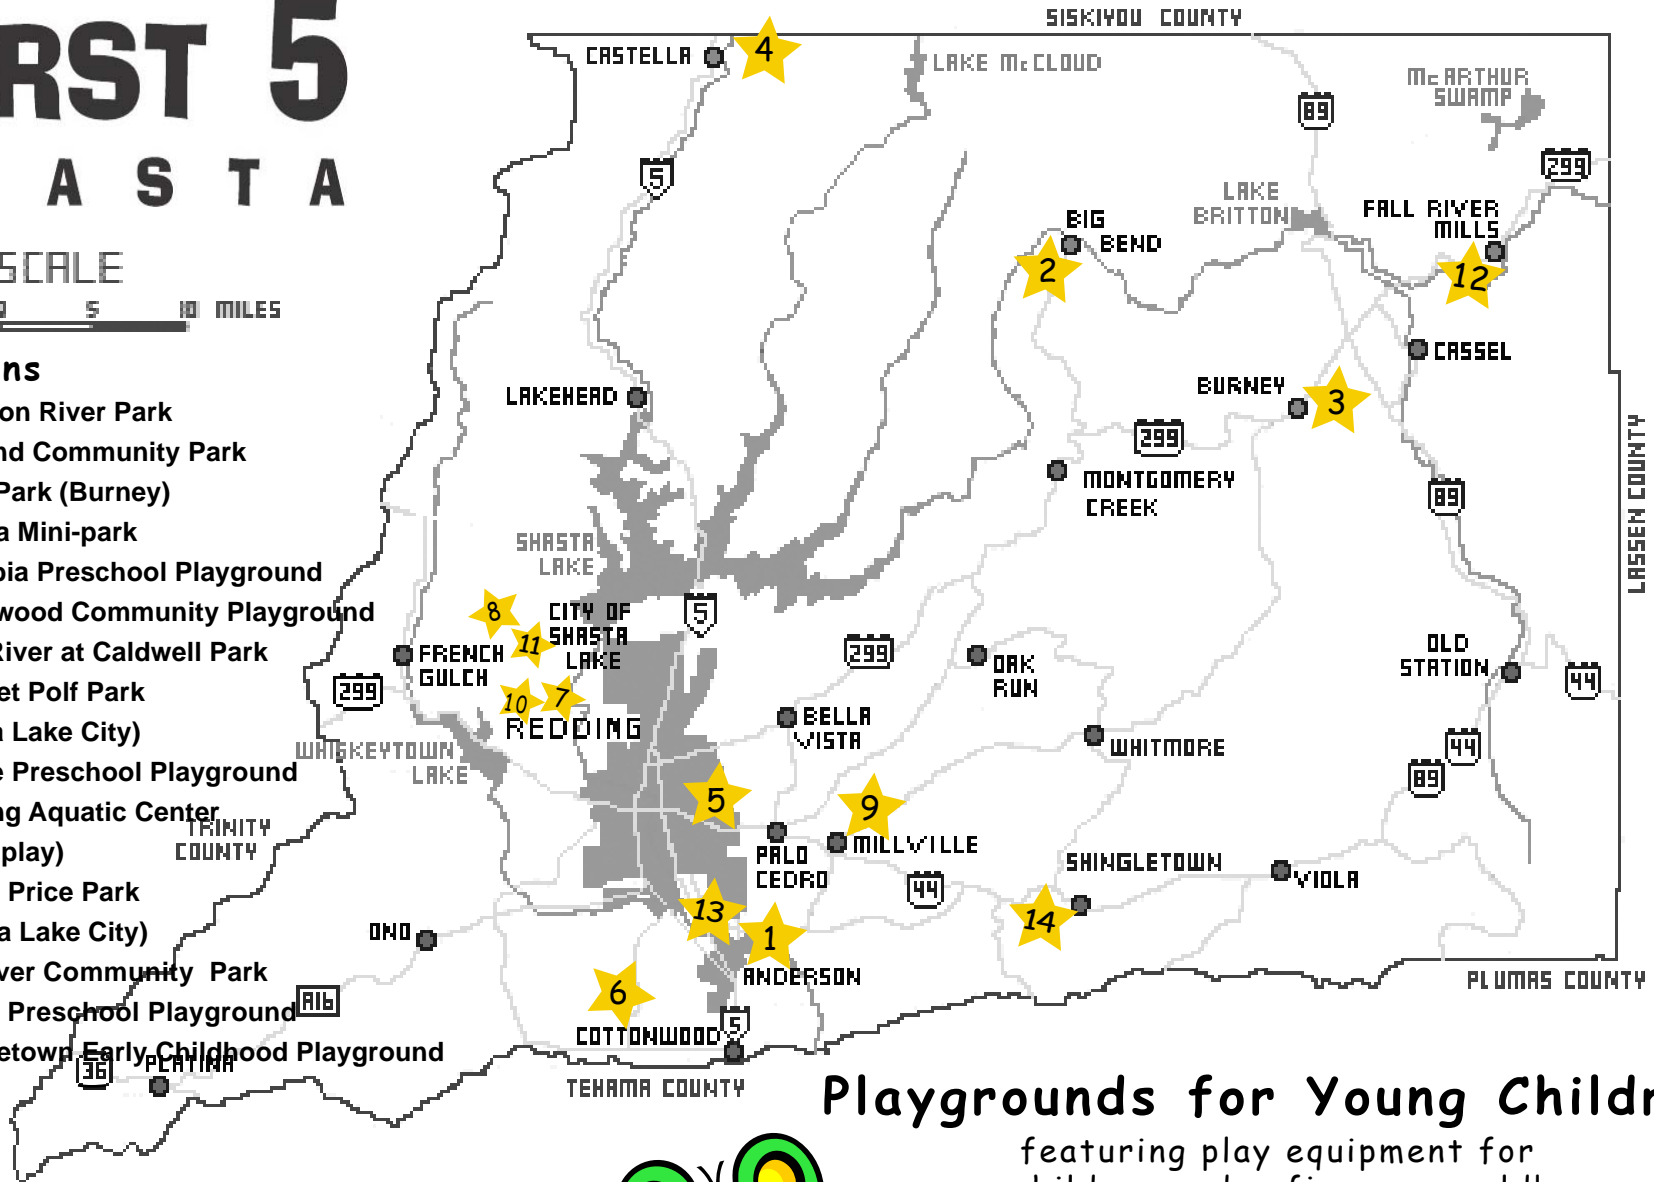 RST 5
A S T A
SCALE
5 10 MILES
ns
on River Park
nd Community Park
Park (Burney)
a Mini-park
bia Preschool Playground
wood Community Playground
River at Caldwell Park
et Polf Park
a Lake City)
e Preschool Playground
ng Aquatic Center
play)
Price Park
a Lake City)
ver Community Park
Preschool Playground
etown Early Childhood Playground
SISKIYOU COUNTY
CASTELLA
4
LAKE McCLOUD
McARTHUR
SWAMP
89
299
5
LAKE
BRITTON
FALL RIVER
MILLS
BIG
BEND
2
12
CASSEL
LAKEHEAD
BURNEY
3
299
MONTGOMERY
CREEK
89
LASSEN COUNTY
SHASTA
LAKE
8
CITY OF
SHASTA
LAKE
11
5
FRENCH
GULCH
299
299
OAK
RUN
OLD
STATION
44
10
7
REDDING
BELLA
VISTA
WHITMORE
44
89
WHISKEYTOWN
LAKE
5
9
TRINITY
COUNTY
PALO
CEDRO
MILLVILLE
44
SHINGLETOWN
VIOLA
13
1
14
ONO
ANDERSON
PLUMAS COUNTY
A16
6
COTTONWOOD
5
36
PLATINA
TEHAMA COUNTY
Playgrounds for Young Childr
featuring play equipment for